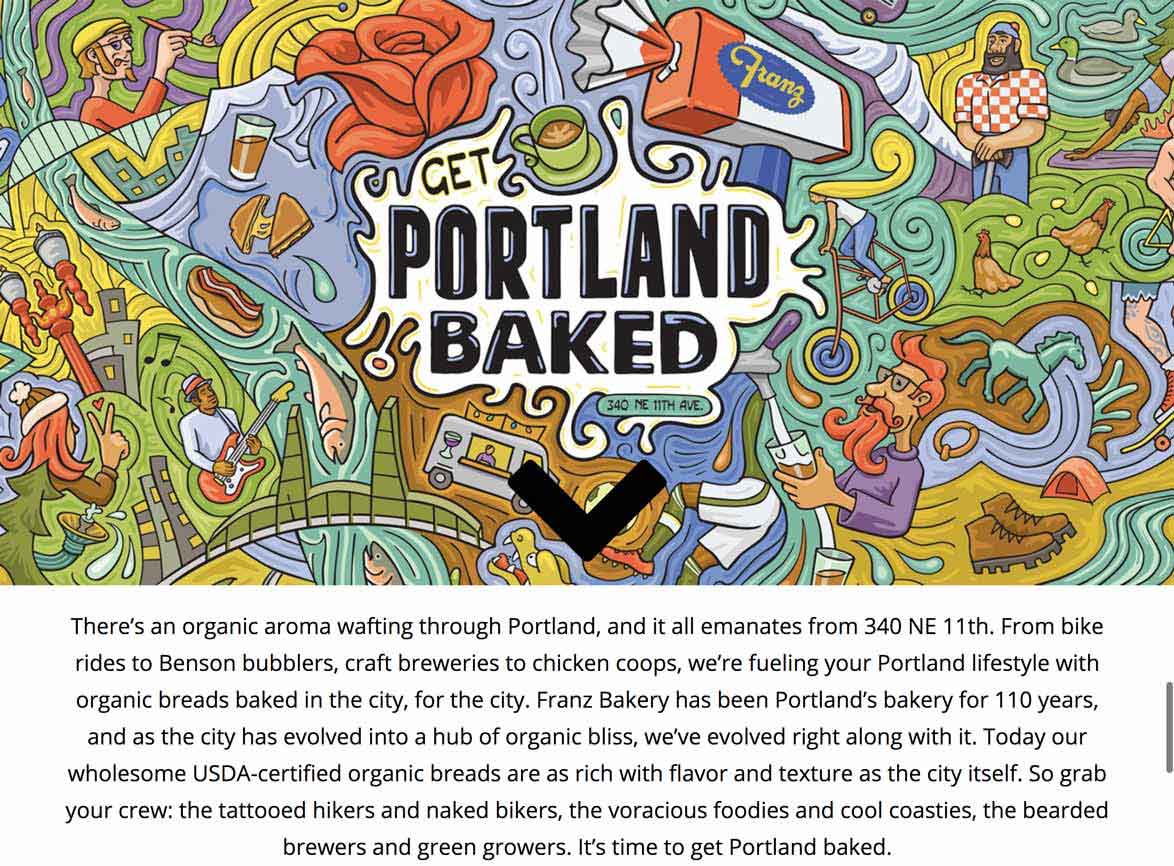 Franz
GET
PORTLAND
BAKED
340 NE 11TH AVE.
There’s an organic aroma wafting through Portland, and it all emanates from 340 NE 11th. From bike
rides to Benson bubblers, craft breweries to chicken coops, we’re fueling your Portland lifestyle with
organic breads baked in the city, for the city. Franz Bakery has been Portland’s bakery for 110 years,
and as the city has evolved into a hub of organic bliss, we’ve evolved right along with it. Today our
wholesome USDA-certified organic breads are as rich with flavor and texture as the city itself. So grab
your crew: the tattooed hikers and naked bikers, the voracious foodies and cool coasties, the bearded
brewers and green growers. It’s time to get Portland baked.